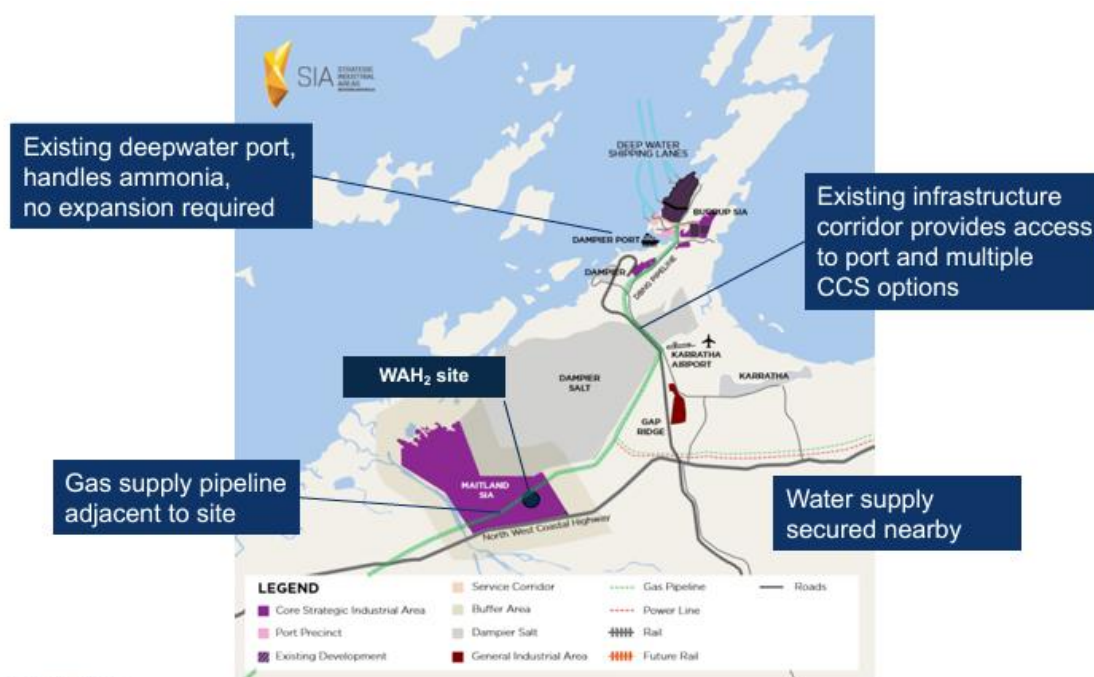 SIA STRATEGIC
INDUSTRIAL
AREAS
Existing deepwater port,
handles ammonia,
no expansion required
DEEP WATER
SHIPPING LANES
BURRUP SIA
DAMPIER PORT
DAMPIER
DBNG PIPELINE
Existing infrastructure
corridor provides access
to port and multiple
CCS options
KARRATHA
AIRPORT
KARRATHA
WAH₂ site
DAMPIER
SALT
GAP
RIDGE
MAITLAND
SIA
Gas supply pipeline
adjacent to site
North West Coastal Highway
Water supply
secured nearby
LEGEND
Core Strategic Industrial Area
Port Precinct
Existing Development
Service Corridor
Buffer Area
Dampier Salt
General Industrial Area
Gas Pipeline
Power Line
Rail
Future Rail
Roads